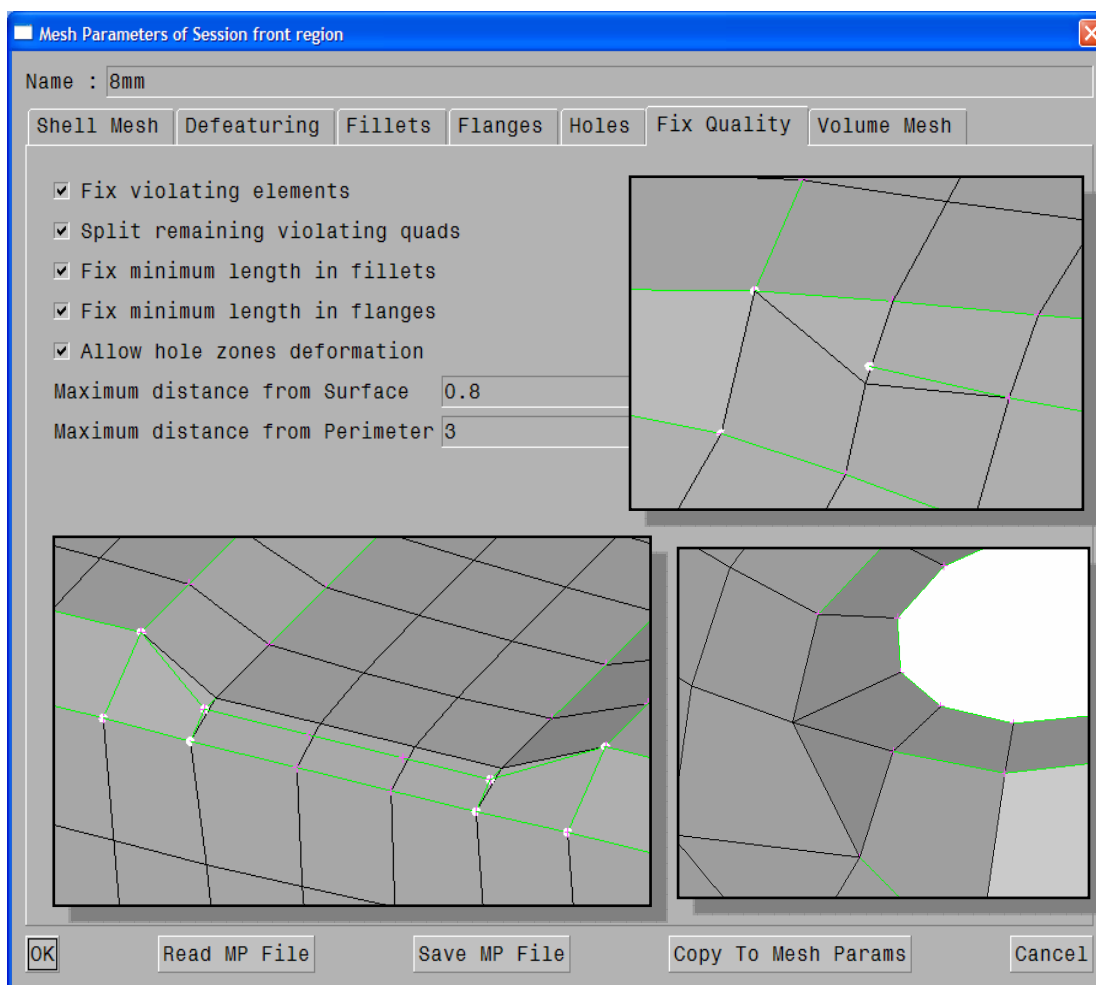 Mesh Parameters of Session front region
Name : 8mm
Shell Mesh Defeaturing Fillets Flanges Holes Fix Quality Volume Mesh
Fix violating elements
Split remaining violating quads
Fix minimum length in fillets
Fix minimum length in flanges
Allow hole zones deformation
Maximum distance from Surface 0.8
Maximum distance from Perimeter 3
OK Read MP File Save MP File Copy To Mesh Params Cancel